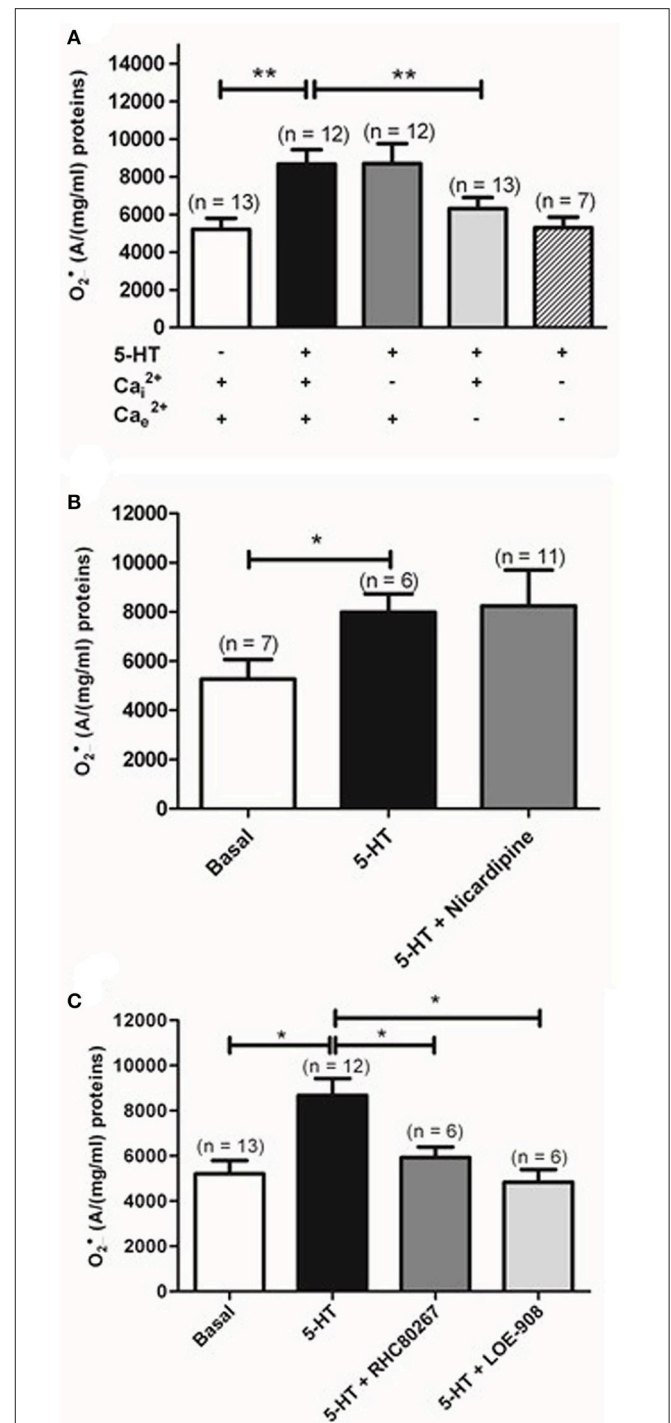 A
O₂•− (A/(mg/ml) proteins)
14000
12000
10000
8000
6000
4000
2000
0
** **
(n = 13) (n = 12) (n = 12) (n = 13) (n = 7)
5-HT - + + + +
Caᵢ²⁺ + + - + -
Caₑ²⁺ + + + - -
B
O₂•− (A/(mg/ml) proteins)
12000
10000
8000
6000
4000
2000
0
*
(n = 7) (n = 6) (n = 11)
Basal
5-HT
5-HT + Nicardipine
C
O₂•− (A/(mg/ml) proteins)
12000
10000
8000
6000
4000
2000
0
*
* *
(n = 13) (n = 12) (n = 6) (n = 6)
Basal
5-HT
5-HT + RHC80267
5-HT + LOE-908